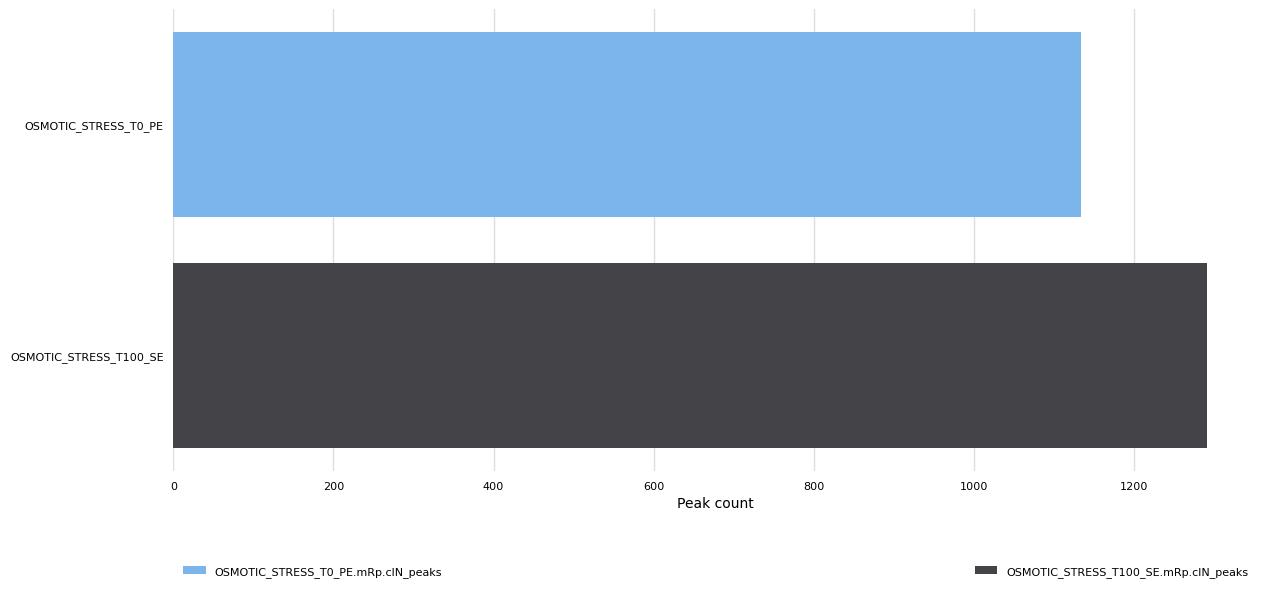 OSMOTIC_STRESS_T0_PE
OSMOTIC_STRESS_T100_SE
0 200 400 600 800 1000 1200
Peak count
OSMOTIC_STRESS_T0_PE.mRp.clN_peaks OSMOTIC_STRESS_T100_SE.mRp.clN_peaks